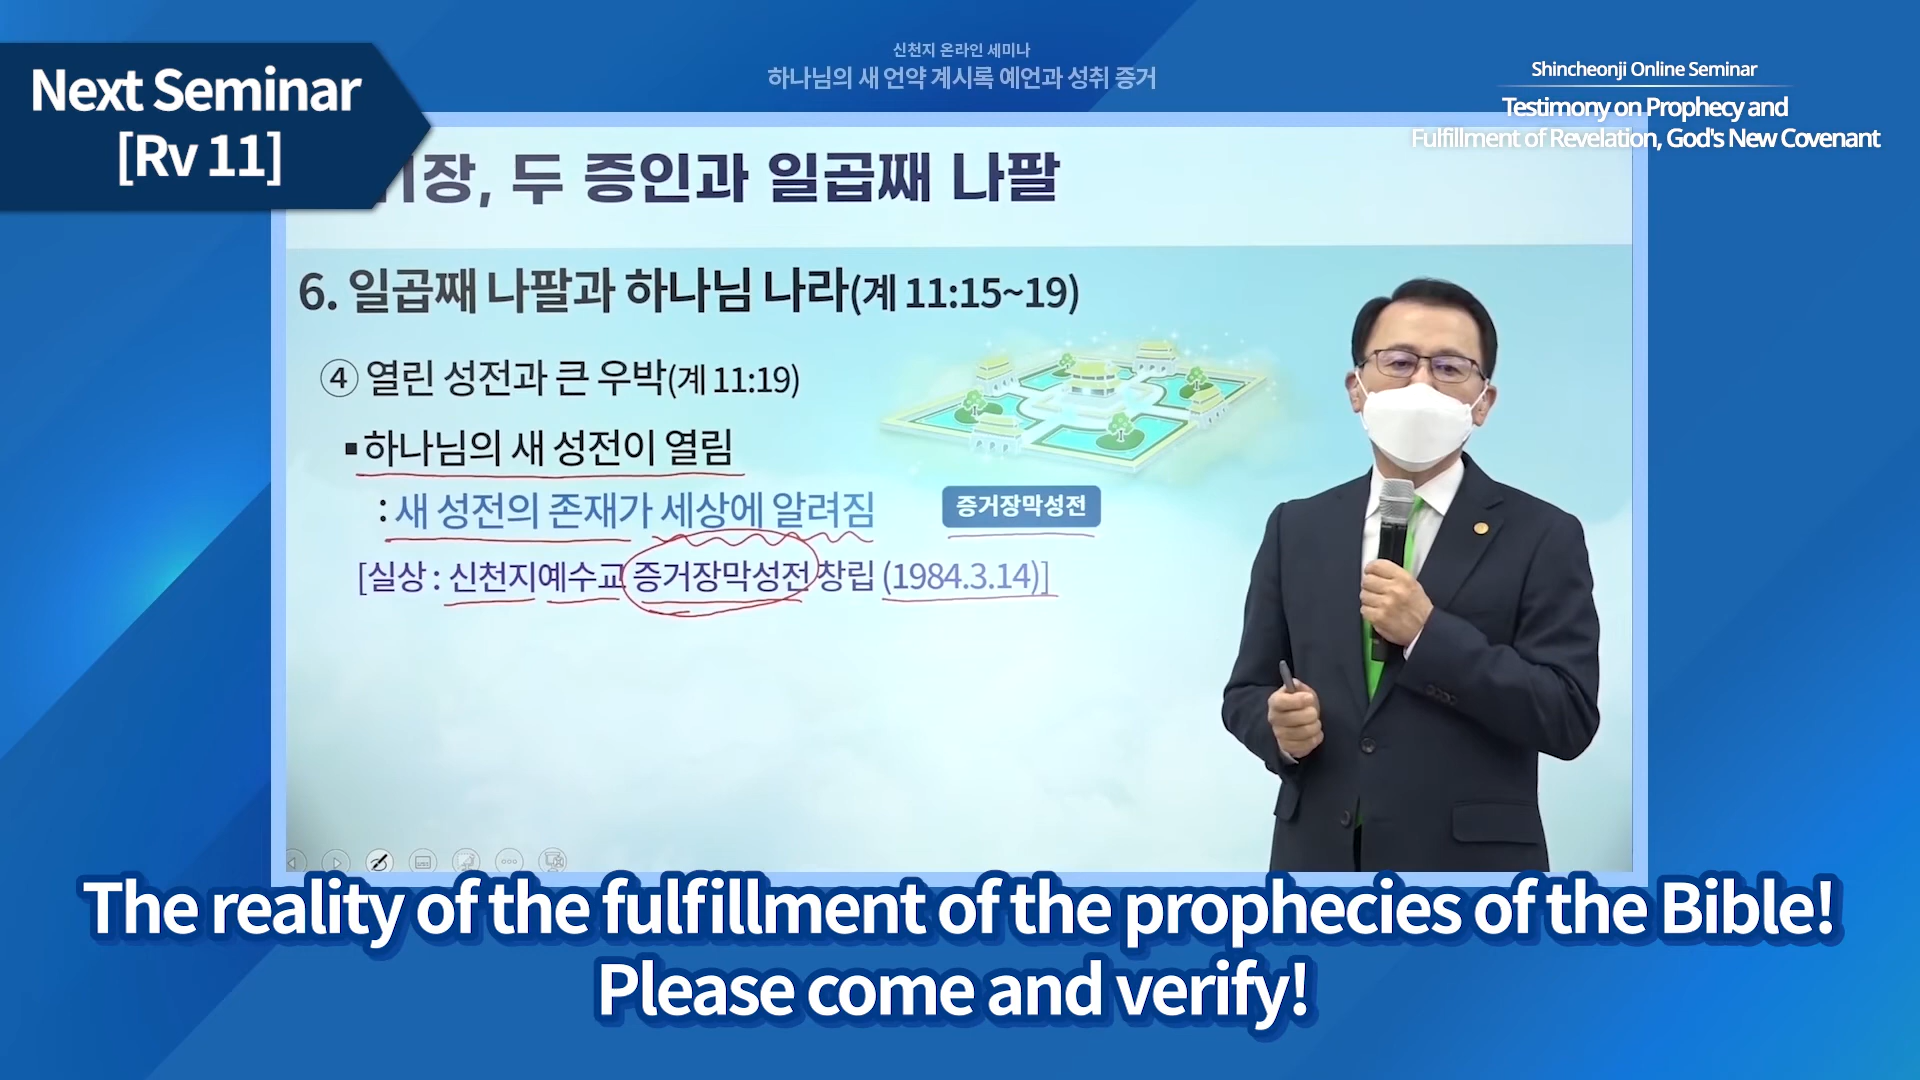 Next Seminar
[Rv 11]
신천지 온라인 세미나
하나님의 새 언약 계시록 예언과 성취 증거
Shincheonji Online Seminar
Testimony on Prophecy and
Fulfillment of Revelation, God's New Covenant
장, 두 증인과 일곱째 나팔
6. 일곱째 나팔과 하나님 나라(계 11:15~19)
④ 열린 성전과 큰 우박(계 11:19)
▪하나님의 새 성전이 열림
: 새 성전의 존재가 세상에 알려짐
증거장막성전
[실상 : 신천지예수교 증거장막성전 창립 (1984.3.14)]
The reality of the fulfillment of the prophecies of the Bible!
Please come and verify!